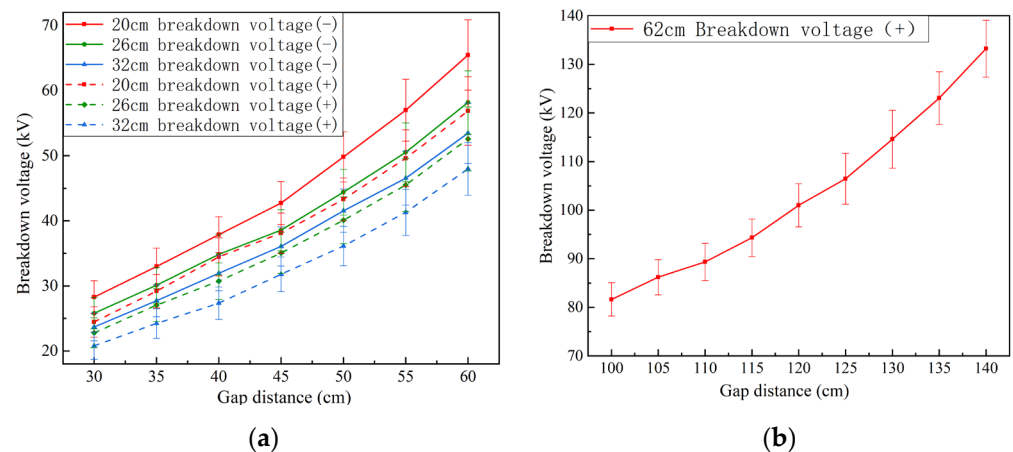 20cm breakdown voltage(-)
26cm breakdown voltage(-)
32cm breakdown voltage(-)
20cm breakdown voltage(+)
26cm breakdown voltage(+)
32cm breakdown voltage(+)
Breakdown voltage (kV)
70
60
50
40
30
20
30 35 40 45 50 55 60
Gap distance (cm)
(a)
62cm Breakdown voltage (+)
Breakdown voltage (kV)
140
130
120
110
100
90
80
70
100 105 110 115 120 125 130 135 140
Gap distance (cm)
(b)